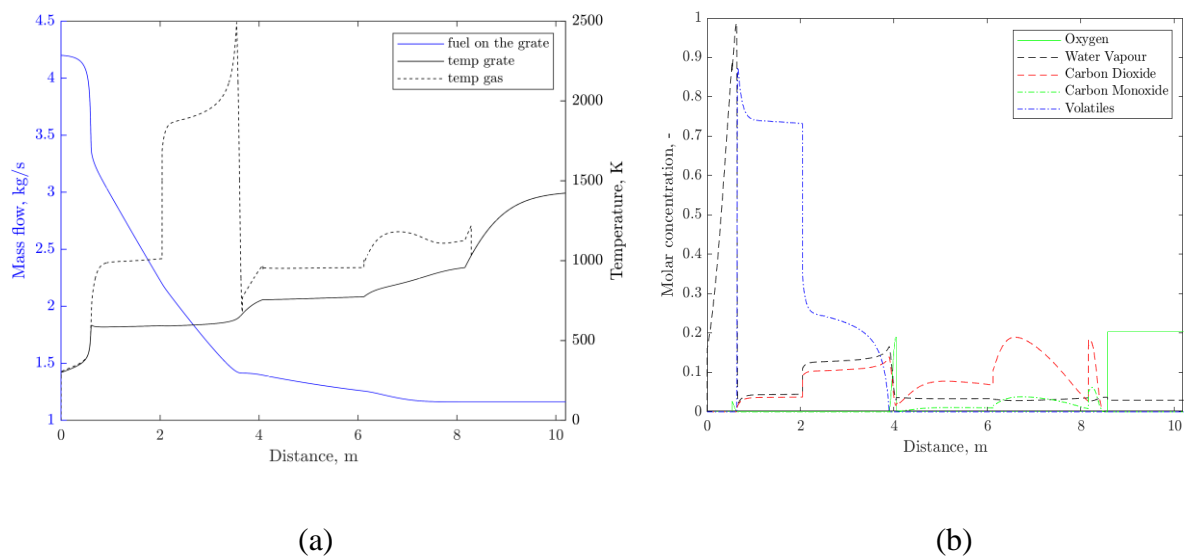 4.5
4
3.5
3
2.5
2
1.5
1
Mass flow, kg/s
2500
2000
1500
1000
500
0
Temperature, K
fuel on the grate
temp grate
temp gas
0 2 4 6 8 10
Distance, m
(a)
1
0.9
0.8
0.7
0.6
0.5
0.4
0.3
0.2
0.1
0
Molar concentration, -
Oxygen
Water Vapour
Carbon Dioxide
Carbon Monoxide
Volatiles
0 2 4 6 8 10
Distance, m
(b)